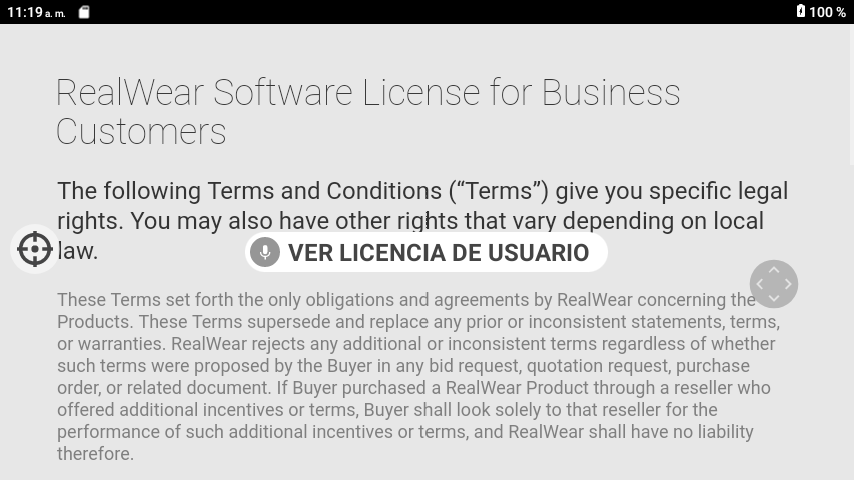 11:19 a. m.
100 %
RealWear Software License for Business
Customers
The following Terms and Conditions (“Terms”) give you specific legal
rights. You may also have other rights that vary depending on local
law.
VER LICENCIA DE USUARIO
These Terms set forth the only obligations and agreements by RealWear concerning the
Products. These Terms supersede and replace any prior or inconsistent statements, terms,
or warranties. RealWear rejects any additional or inconsistent terms regardless of whether
such terms were proposed by the Buyer in any bid request, quotation request, purchase
order, or related document. If Buyer purchased a RealWear Product through a reseller who
offered additional incentives or terms, Buyer shall look solely to that reseller for the
performance of such additional incentives or terms, and RealWear shall have no liability
therefore.